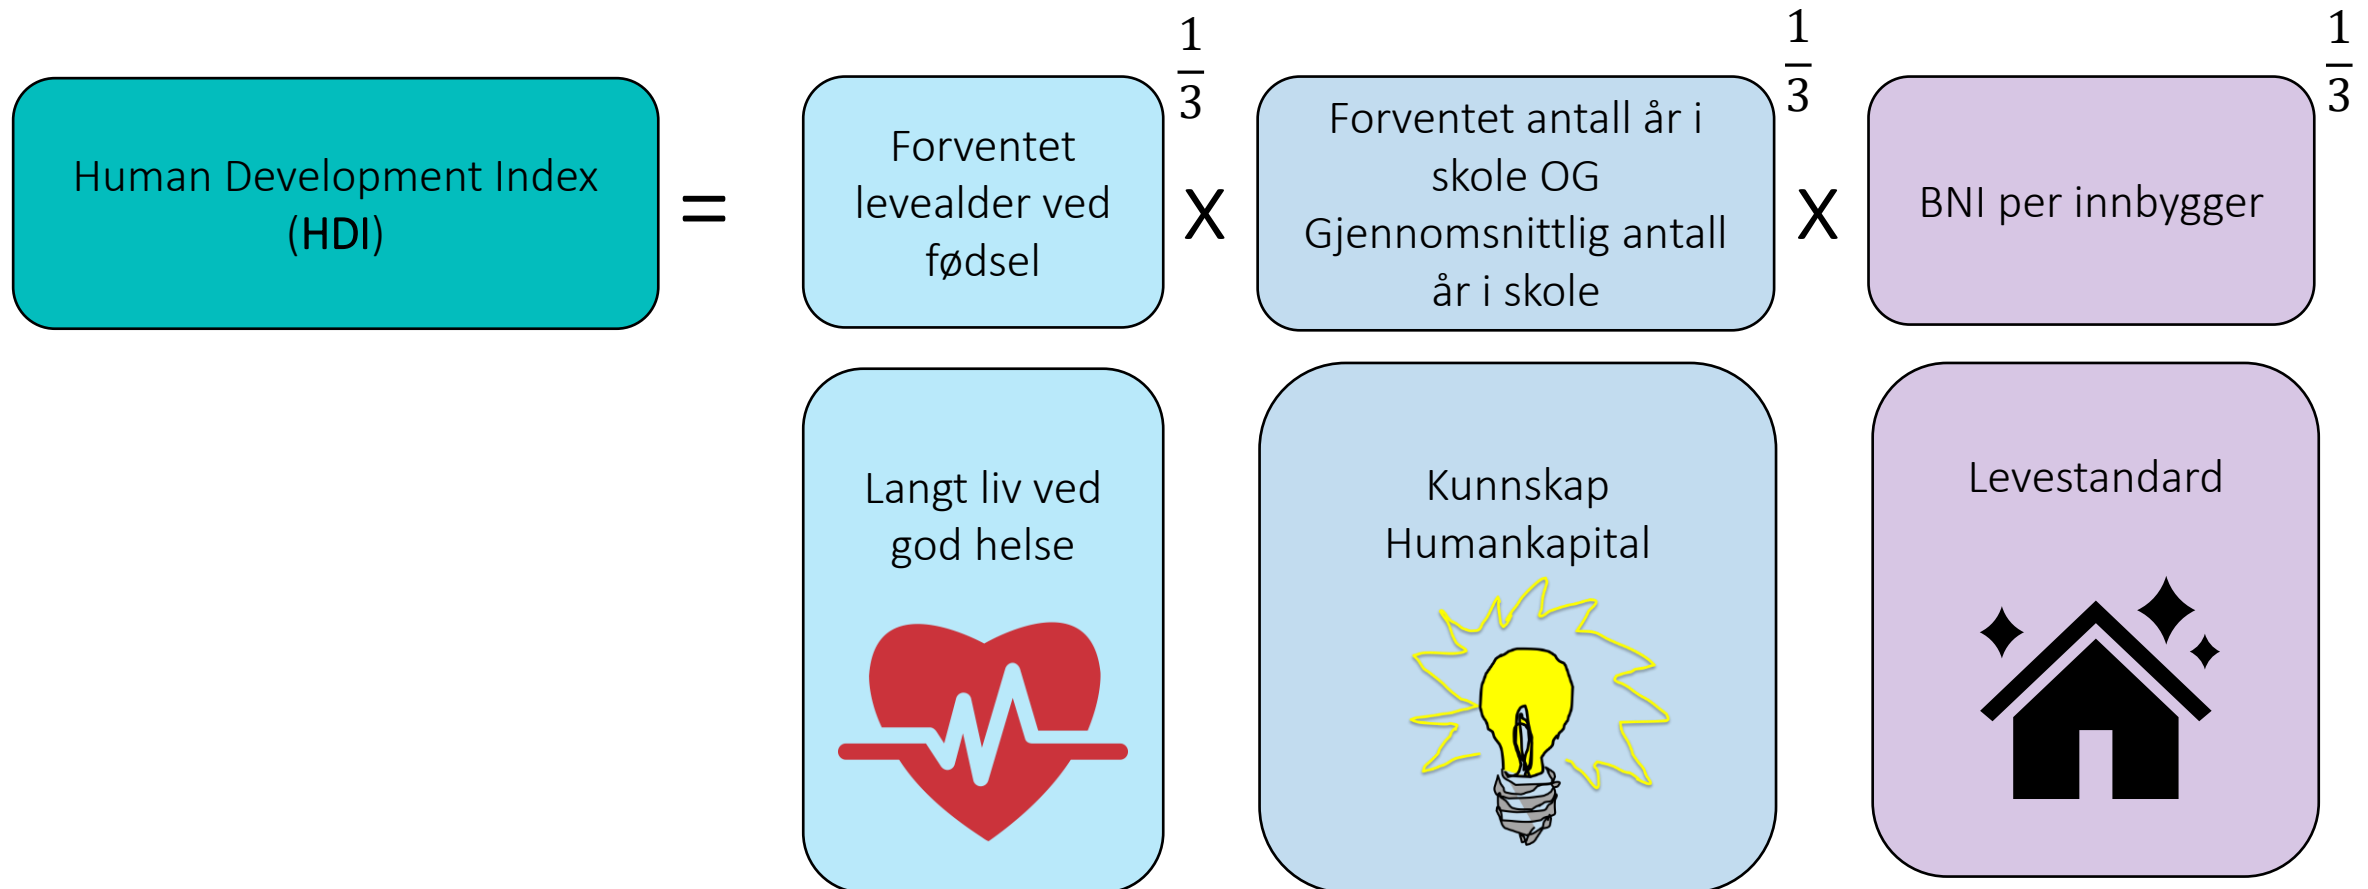 Human Development Index
(HDI)
=
Forventet
levealder ved
fødsel
1
3
X
Forventet antall år i
skole OG
Gjennomsnittlig antall
år i skole
1
3
X
BNI per innbygger
1
3
Langt liv ved
god helse
Kunnskap
Humankapital
Levestandard